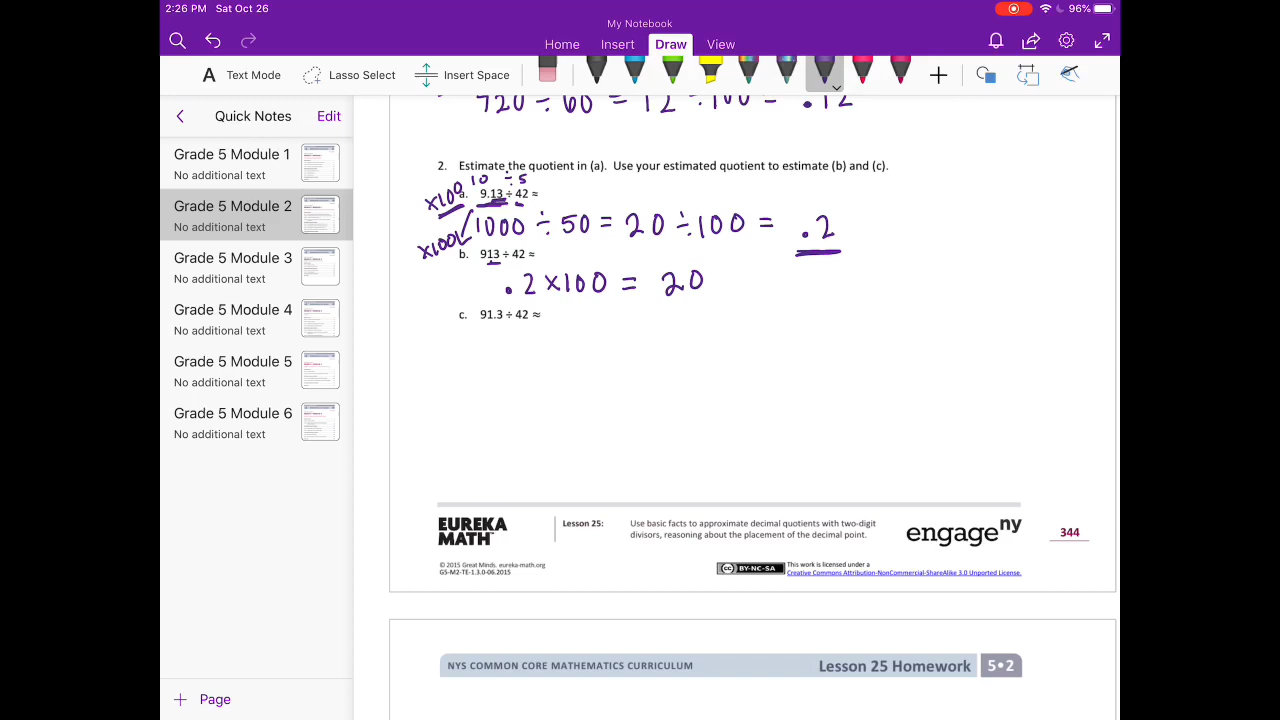 2:26 PM Sat Oct 26
96%
My Notebook
Home Insert Draw View
A Text Mode Lasso Select Insert Space
Quick Notes Edit
Grade 5 Module 1
No additional text
Grade 5 Module 2
No additional text
Grade 5 Module 3
No additional text
Grade 5 Module 4
No additional text
Grade 5 Module 5
No additional text
Grade 5 Module 6
No additional text
+ Page
720 ÷ 60 = 12 ÷ 100 = .12
2. Estimate the quotient in (a). Use your estimated quotient to estimate (b) and (c).
10 ÷ 5
x100 a. 9.13 ÷ 42 ≈
1000 ÷ 50 = 20 ÷ 100 = .2
x100
b. 913 ÷ 42 ≈
.2 x 100 = 20
c. 91.3 ÷ 42 ≈
EUREKA MATH™
Lesson 25: Use basic facts to approximate decimal quotients with two-digit
divisors, reasoning about the placement of the decimal point.
engage ny
344
© 2015 Great Minds. eureka-math.org
G5-M2-TE-1.3.0-06.2015
cc BY-NC-SA
This work is licensed under a
Creative Commons Attribution-NonCommercial-ShareAlike 3.0 Unported License.
NYS COMMON CORE MATHEMATICS CURRICULUM Lesson 25 Homework 5•2